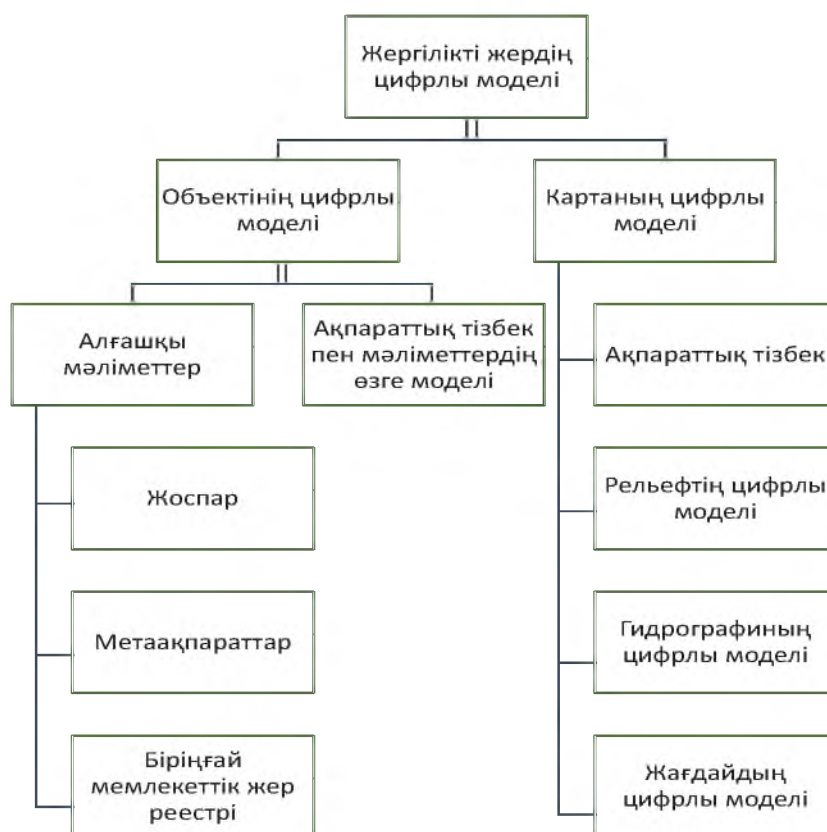 Жергілікті жердің
цифрлы моделі
Объектінің цифрлы
моделі
Картаның цифрлы
моделі
Алғашқы
мәліметтер
Ақпараттық тізбек
пен мәліметтердің
өзге моделі
Ақпараттық тізбек
Жоспар
Рельефтің цифрлы
моделі
Метаақпараттар
Гидрографиның
цифрлы моделі
Біріңғай
мемлекеттік жер
реестрі
Жағдайдың
цифрлы моделі